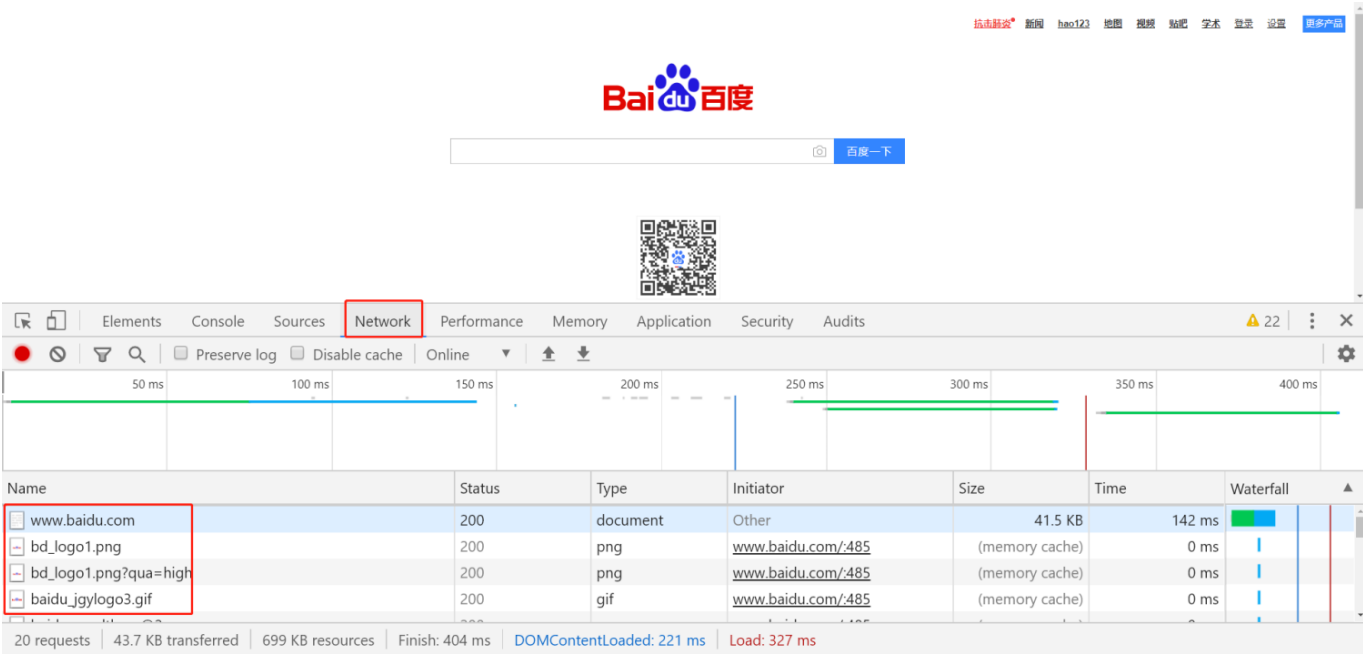 抗击肺炎 新闻 hao123 地图 视频 贴吧 学术 登录 设置 更多产品
Baidu百度
百度一下
Elements Console Sources Network Performance Memory Application Security Audits 22
Preserve log Disable cache Online
50 ms 100 ms 150 ms 200 ms 250 ms 300 ms 350 ms 400 ms
Name Status Type Initiator Size Time Waterfall
www.baidu.com 200 document Other 41.5 KB 142 ms
bd_logo1.png 200 png www.baidu.com/:485 (memory cache) 0 ms
bd_logo1.png?qua=high 200 png www.baidu.com/:485 (memory cache) 0 ms
baidu_jgylogo3.gif 200 gif www.baidu.com/:485 (memory cache) 0 ms
20 requests 43.7 KB transferred 699 KB resources Finish: 404 ms DOMContentLoaded: 221 ms Load: 327 ms